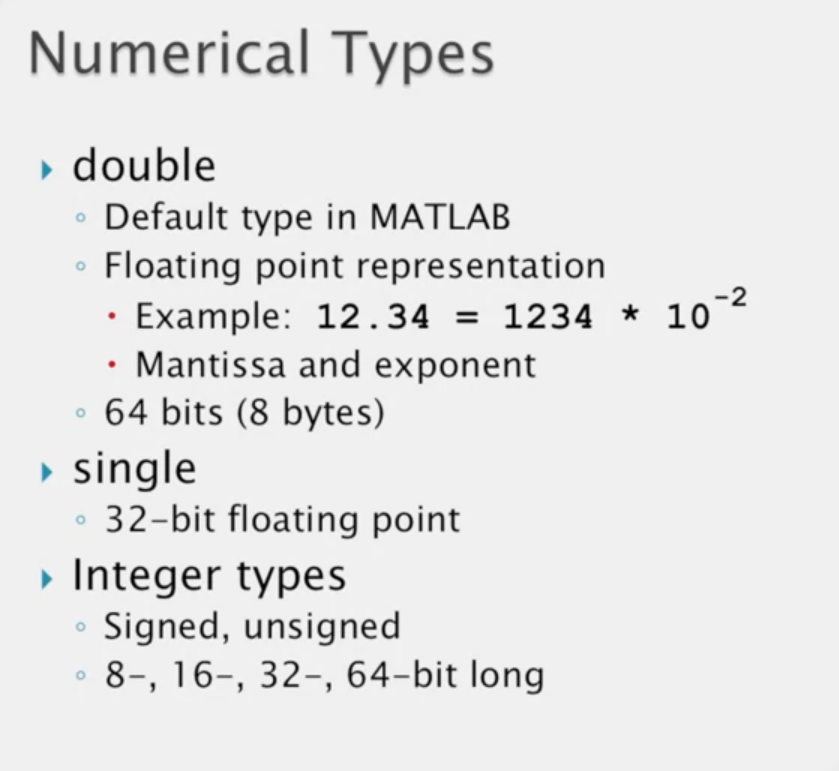 Numerical Types
double
Default type in MATLAB
Floating point representation
Example: 12.34 = 1234 * 10⁻²
Mantissa and exponent
64 bits (8 bytes)
single
32-bit floating point
Integer types
Signed, unsigned
8-, 16-, 32-, 64-bit long